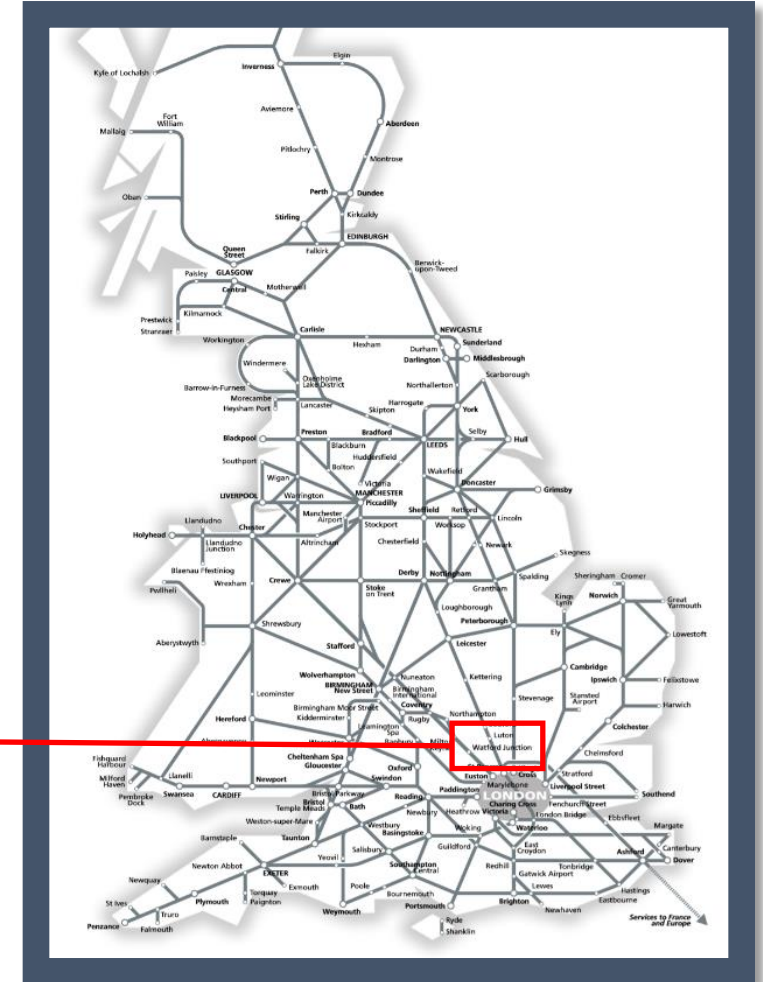 Elgin
Inverness
Kyle of Lochalsh
Aviemore
Fort
William
Mallaig
Aberdeen
Pitlochry
Montrose
Perth
Dundee
Oban
Kirkcaldy
Stirling
EDINBURGH
Falkirk
Queen
Street
GLASGOW
Central
Paisley
Motherwell
Berwick-
upon-Tweed
Prestwick
Stranraer
Kilmarnock
Carlisle
NEWCASTLE
Workington
Hexham
Durham
Sunderland
Darlington
Middlesbrough
Windermere
Oxenholme
Lake District
Scarborough
Barrow-in-Furness
Northallerton
Morecambe
Heysham Port
Lancaster
Harrogate
Skipton
York
Blackpool
Preston
Bradford
Selby
Hull
Blackburn
LEEDS
Southport
Huddersfield
Bolton
Wakefield
Wigan
Victoria
Doncaster
LIVERPOOL
Warrington
MANCHESTER
Piccadilly
Grimsby
Manchester
Airport
Sheffield
Retford
Llandudno
Chester
Stockport
Worksop
Lincoln
Holyhead
Llandudno
Junction
Altrincham
Chesterfield
Newark
Skegness
Blaenau Ffestiniog
Wrexham
Crewe
Stoke
on Trent
Derby
Nottingham
Grantham
Spalding
Sheringham
Cromer
Pwllheli
Kings
Lynn
Norwich
Great
Yarmouth
Loughborough
Peterborough
Shrewsbury
Ely
Lowestoft
Aberystwyth
Stafford
Leicester
Wolverhampton
Nuneaton
Cambridge
BIRMINGHAM
New Street
Birmingham
International
Kettering
Ipswich
Felixstowe
Leominster
Coventry
Stevenage
Stansted
Airport
Harwich
Birmingham Moor Street
Kidderminster
Rugby
Northampton
Hereford
Leamington
Spa
Colchester
Banbury
Luton
Watford Junction
Chelmsford
Cheltenham Spa
Gloucester
Oxford
Fishguard
Harbour
Milford
Haven
Pembroke
Dock
Llanelli
Swansea
CARDIFF
Newport
Swindon
Euston
Cross
Stratford
Marylebone
Liverpool Street
Bristol Parkway
Reading
Paddington
LONDON
Southend
Bristol
Temple Meads
Bath
Newbury
Heathrow
Victoria
Charing Cross
Fenchurch Street
London Bridge
Ebbsfleet
Weston-super-Mare
Westbury
Basingstoke
Woking
Waterloo
Margate
Barnstaple
Taunton
Guildford
East
Croydon
Canterbury
Yeovil
Salisbury
Ashford
Dover
Newton Abbot
EXETER
Southampton
Central
Redhill
Tonbridge
Gatwick Airport
Newquay
Exmouth
Poole
Lewes
Hastings
Torquay
Paignton
Bournemouth
Eastbourne
St Ives
Plymouth
Weymouth
Portsmouth
Brighton
Newhaven
Truro
Penzance
Falmouth
Ryde
Shanklin
Services to France
and Europe